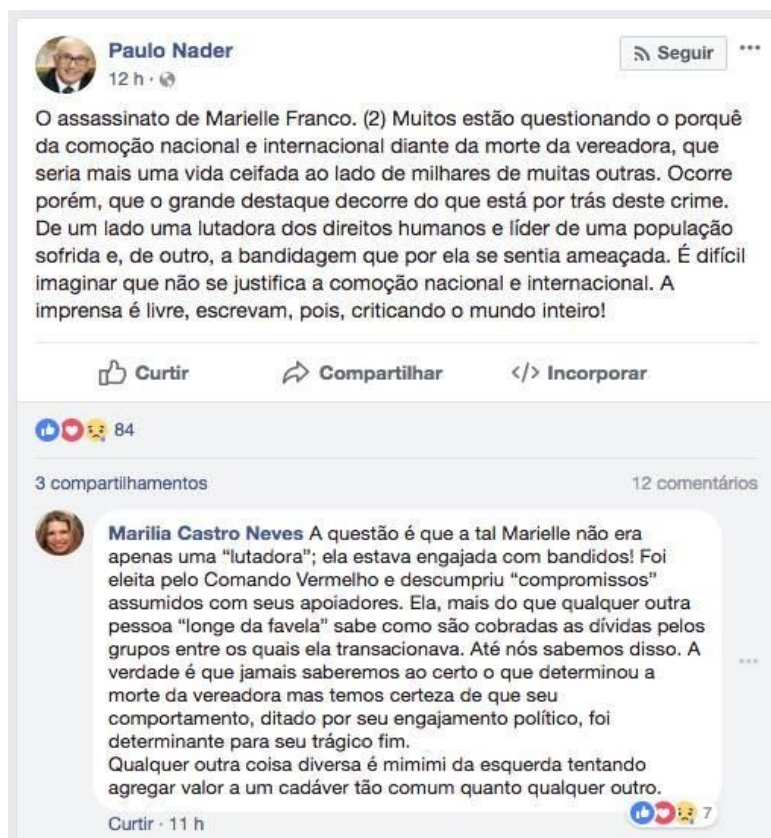 Paulo Nader
Seguir
12 h
O assassinato de Marielle Franco. (2) Muitos estão questionando o porquê
da comoção nacional e internacional diante da morte da vereadora, que
seria mais uma vida ceifada ao lado de milhares de muitas outras. Ocorre
porém, que o grande destaque decorre do que está por trás deste crime.
De um lado uma lutadora dos direitos humanos e líder de uma população
sofrida e, de outro, a bandidagem que por ela se sentia ameaçada. É difícil
imaginar que não se justifica a comoção nacional e internacional. A
imprensa é livre, escrevam, pois, criticando o mundo inteiro!
Curtir Compartilhar </> Incorporar
84
3 compartilhamentos 12 comentários
Marilia Castro Neves A questão é que a tal Marielle não era
apenas uma “lutadora”; ela estava engajada com bandidos! Foi
eleita pelo Comando Vermelho e descumpriu “compromissos”
assumidos com seus apoiadores. Ela, mais do que qualquer outra
pessoa “longe da favela” sabe como são cobradas as dívidas pelos
grupos entre os quais ela transacionava. Até nós sabemos disso. A
verdade é que jamais saberemos ao certo o que determinou a
morte da vereadora mas temos certeza de que seu
comportamento, ditado por seu engajamento político, foi
determinante para seu trágico fim.
Qualquer outra coisa diversa é mimimi da esquerda tentando
agregar valor a um cadáver tão comum quanto qualquer outro.
7
Curtir · 11 h